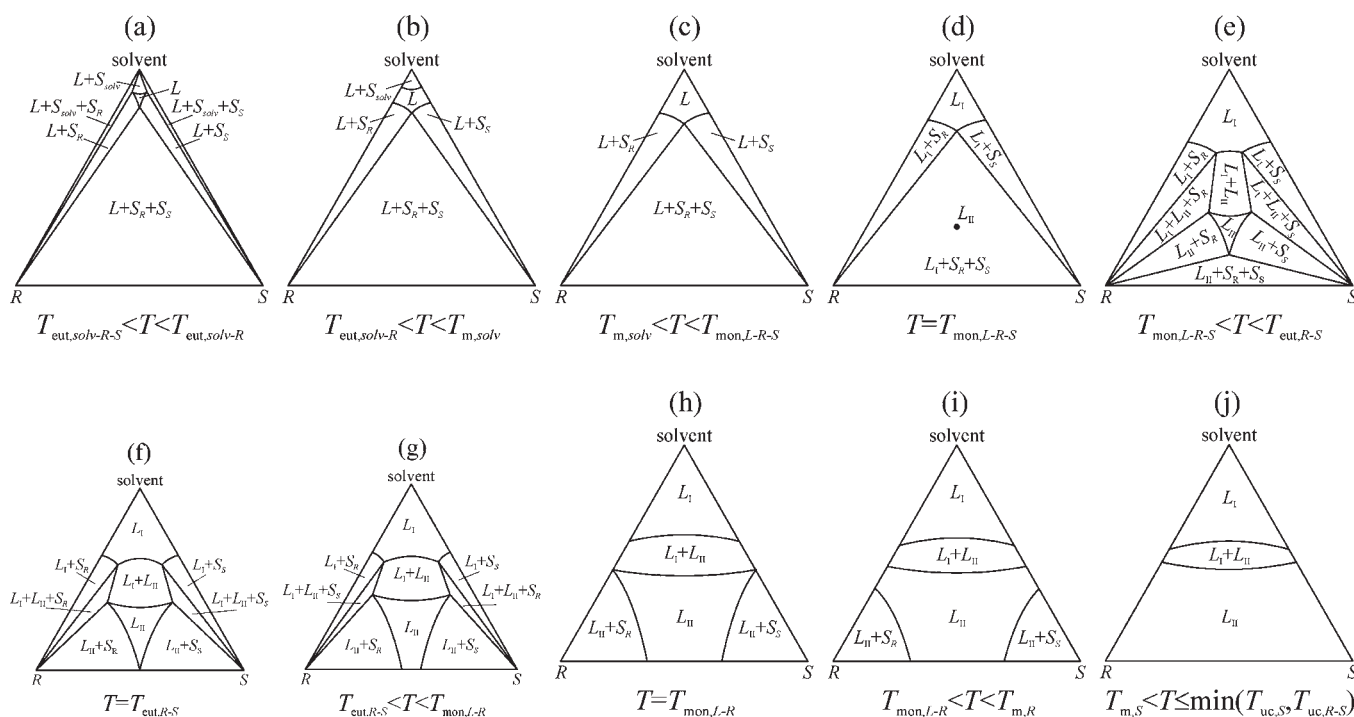 (a)
solvent
L+S_solv
L
L+S_solv+S_R
L+S_solv+S_S
L+S_R
L+S_S
L+S_R+S_S
R
S
T_eut,solv-R-S<T<T_eut,solv-R
(b)
solvent
L+S_solv
L
L+S_R
L+S_S
L+S_R+S_S
R
S
T_eut,solv-R<T<T_m,solv
(c)
solvent
L
L+S_R
L+S_S
L+S_R+S_S
R
S
T_m,solv<T<T_mon,L-R-S
(d)
solvent
L_I
L_I+S_R
L_I+S_S
L_II
L_I+S_R+S_S
R
S
T=T_mon,L-R-S
(e)
solvent
L_I
L_I+S_R
L_I+S_S
L_I+L_II
L_I+L_II+S_R
L_I+L_II+S_S
L_II
L_II+S_R
L_II+S_S
L_II+S_R+S_S
R
S
T_mon,L-R-S<T<T_eut,R-S
(f)
solvent
L_I
L_I+S_R
L_I+S_S
L_I+L_II
L_I+L_II+S_R
L_I+L_II+S_S
L_II
L_II+S_R
L_II+S_S
R
S
T=T_eut,R-S
(g)
solvent
L_I
L_I+S_R
L_I+S_S
L_I+L_II
L_I+L_II+S_S
L_I+L_II+S_R
L_II
L_II+S_R
L_II+S_S
R
S
T_eut,R-S<T<T_mon,L-R
(h)
solvent
L_I
L_I+L_II
L_II
L_II+S_R
L_II+S_S
R
S
T=T_mon,L-R
(i)
solvent
L_I
L_I+L_II
L_II
L_II+S_R
L_II+S_S
R
S
T_mon,L-R<T<T_m,R
(j)
solvent
L_I
L_I+L_II
L_II
R
S
T_m,S<T≤min(T_uc,S,T_uc,R-S)